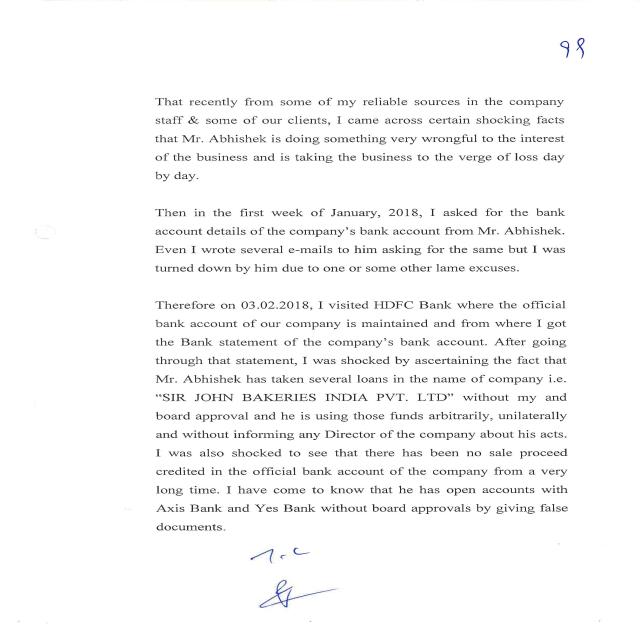 99
That recently from some of my reliable sources in the company
staff & some of our clients, I came across certain shocking facts
that Mr. Abhishek is doing something very wrongful to the interest
of the business and is taking the business to the verge of loss day
by day.
Then in the first week of January, 2018, I asked for the bank
account details of the company's bank account from Mr. Abhishek.
Even I wrote several e-mails to him asking for the same but I was
turned down by him due to one or some other lame excuses.
Therefore on 03.02.2018, I visited HDFC Bank where the official
bank account of our company is maintained and from where I got
the Bank statement of the company's bank account. After going
through that statement, I was shocked by ascertaining the fact that
Mr. Abhishek has taken several loans in the name of company i.e.
“SIR JOHN BAKERIES INDIA PVT. LTD” without my and
board approval and he is using those funds arbitrarily, unilaterally
and without informing any Director of the company about his acts.
I was also shocked to see that there has been no sale proceed
credited in the official bank account of the company from a very
long time. I have come to know that he has open accounts with
Axis Bank and Yes Bank without board approvals by giving false
documents.
T.C